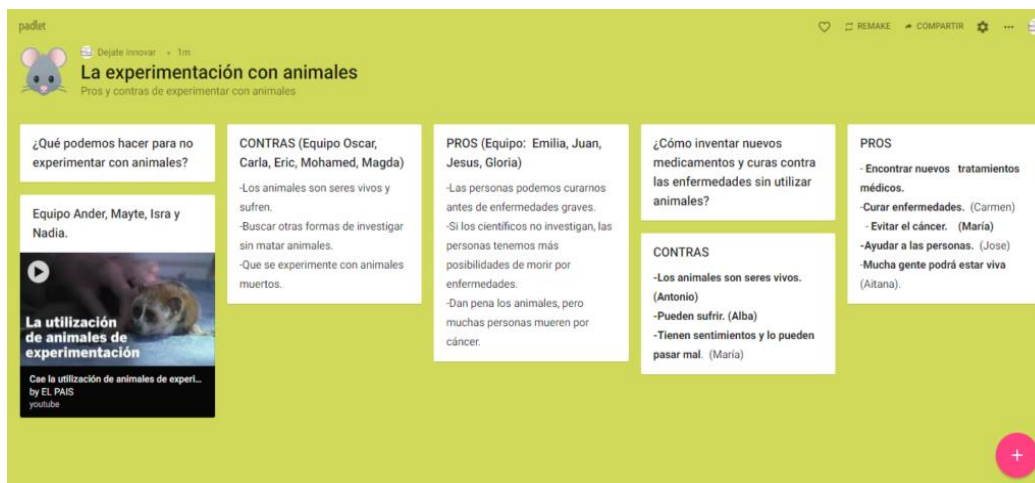 padlet
REMAKE
COMPARTIR
Dejate Innovar • 1m
La experimentación con animales
Pros y contras de experimentar con animales
¿Qué podemos hacer para no
experimentar con animales?
Equipo Ander, Mayte, Isra y
Nadia.
La utilización
de animales de
experimentación
Cae la utilización de animales de experi...
by EL PAIS
youtube
CONTRAS (Equipo Oscar,
Carla, Eric, Mohamed, Magda)
-Los animales son seres vivos y
sufren.
-Buscar otras formas de investigar
sin matar animales.
-Que se experimente con animales
muertos.
PROS (Equipo: Emilia, Juan,
Jesus, Gloria)
-Las personas podemos curarnos
antes de enfermedades graves.
-Si los científicos no investigan, las
personas tenemos más
posibilidades de morir por
enfermedades.
-Dan pena los animales, pero
muchas personas mueren por
cáncer.
¿Cómo inventar nuevos
medicamentos y curas contra
las enfermedades sin utilizar
animales?
CONTRAS
-Los animales son seres vivos.
(Antonio)
-Pueden sufrir. (Alba)
-Tienen sentimientos y lo pueden
pasar mal. (María)
PROS
- Encontrar nuevos tratamientos
médicos.
-Curar enfermedades. (Carmen)
- Evitar el cáncer. (María)
-Ayudar a las personas. (Jose)
-Mucha gente podrá estar viva
(Aitana).